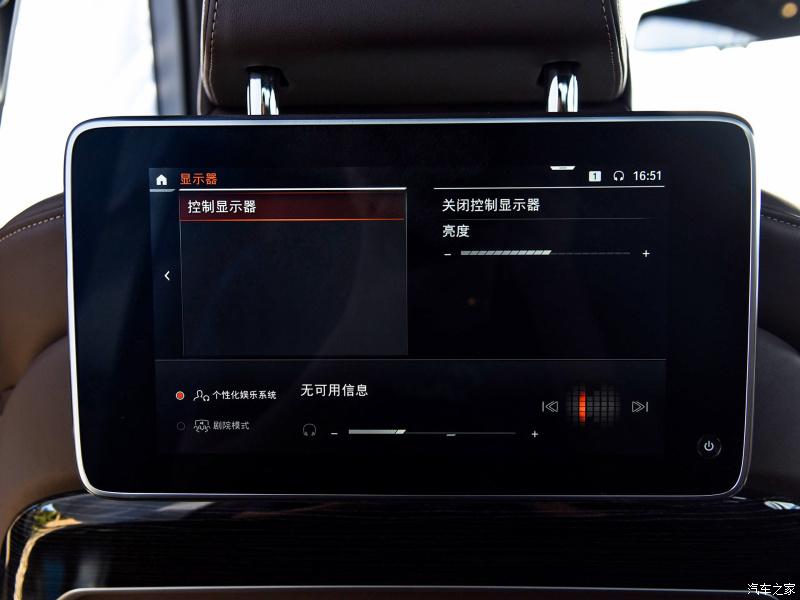 显示器
1 16:51
控制显示器
关闭控制显示器
亮度
− +
个性化娱乐系统
无可用信息
剧院模式
− +
汽车之家